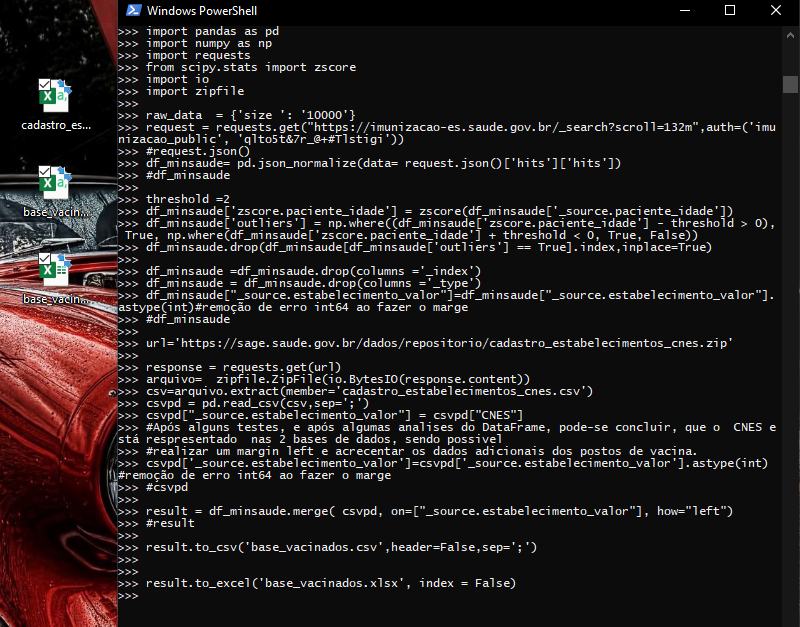 Windows PowerShell
>>> import pandas as pd
>>> import numpy as np
>>> import requests
>>> from scipy.stats import zscore
>>> import io
>>> import zipfile
>>>
>>> raw_data  = {'size ': '10000'}
>>> request = requests.get("https://imunizacao-es.saude.gov.br/_search?scroll=132m",auth=('imu
nizacao_public', 'qlto5t&7r_@+#Tlstigi'))
>>> #request.json()
>>> df_minsaude= pd.json_normalize(data= request.json()['hits']['hits'])
>>> #df_minsaude
>>>
>>> threshold =2
>>> df_minsaude['zscore.paciente_idade'] = zscore(df_minsaude['_source.paciente_idade'])
>>> df_minsaude['outliers'] = np.where((df_minsaude['zscore.paciente_idade'] - threshold > 0),
 True, np.where(df_minsaude['zscore.paciente_idade'] + threshold < 0, True, False))
>>> df_minsaude.drop(df_minsaude[df_minsaude['outliers'] == True].index,inplace=True)
>>>
>>> df_minsaude =df_minsaude.drop(columns ='_index')
>>> df_minsaude = df_minsaude.drop(columns ='_type')
>>> df_minsaude["_source.estabelecimento_valor"]=df_minsaude["_source.estabelecimento_valor"].
astype(int)#remoção de erro int64 ao fazer o marge
>>> #df_minsaude
>>>
>>> url='https://sage.saude.gov.br/dados/repositorio/cadastro_estabelecimentos_cnes.zip'
>>>
>>> response = requests.get(url)
>>> arquivo=  zipfile.ZipFile(io.BytesIO(response.content))
>>> csv=arquivo.extract(member='cadastro_estabelecimentos_cnes.csv')
>>> csvpd = pd.read_csv(csv,sep=';')
>>> csvpd["_source.estabelecimento_valor"] = csvpd["CNES"]
>>> #Após alguns testes, e após algumas analises do DataFrame, pode-se concluir, que o  CNES e
stá respresentado  nas 2 bases de dados, sendo possivel
>>> #realizar um margin left e acrecentar os dados adicionais dos postos de vacina.
>>> csvpd['_source.estabelecimento_valor']=csvpd['_source.estabelecimento_valor'].astype(int)
#remoção de erro int64 ao fazer o marge
>>> #csvpd
>>>
>>> result = df_minsaude.merge( csvpd, on=["_source.estabelecimento_valor"], how="left")
>>> #result
>>>
>>> result.to_csv('base_vacinados.csv',header=False,sep=';')
>>>
>>>
>>> result.to_excel('base_vacinados.xlsx', index = False)
>>>
cadastro_es...
base_vacin...
base_vacin...